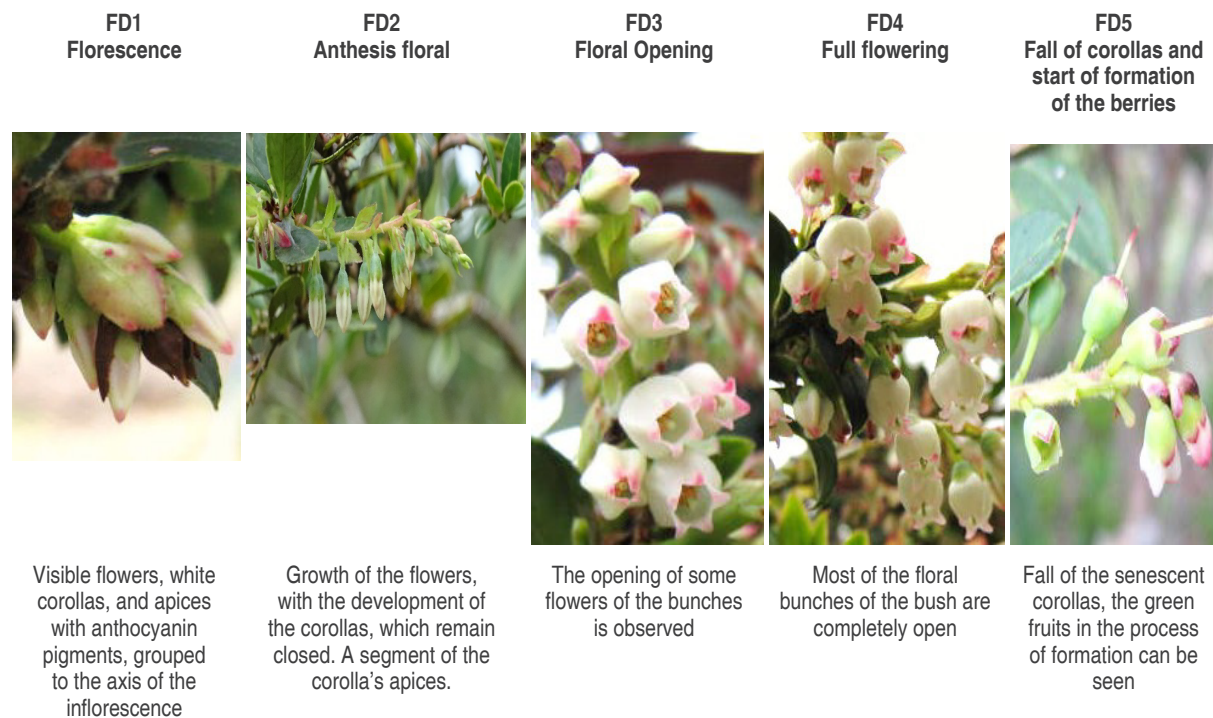 FD1
Florescence
FD2
Anthesis floral
FD3
Floral Opening
FD4
Full flowering
FD5
Fall of corollas and
start of formation
of the berries
Visible flowers, white
corollas, and apices
with anthocyanin
pigments, grouped
to the axis of the
inflorescence
Growth of the flowers,
with the development of
the corollas, which remain
closed. A segment of the
corolla's apices.
The opening of some
flowers of the bunches
is observed
Most of the floral
bunches of the bush are
completely open
Fall of the senescent
corollas, the green
fruits in the process
of formation can be
seen